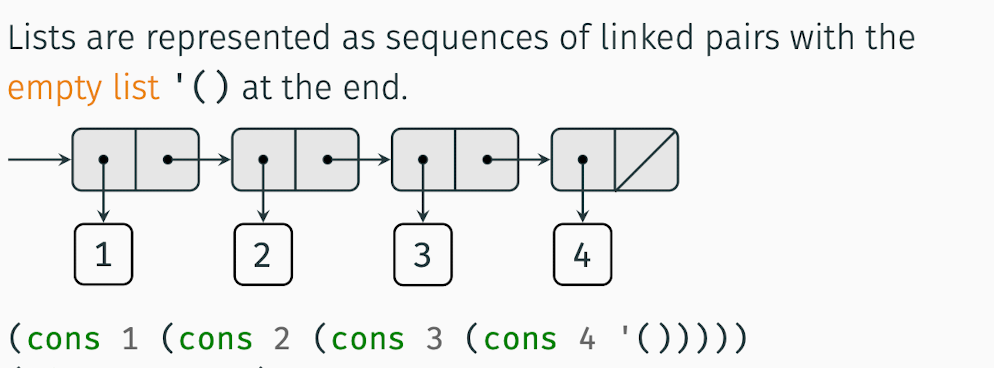 Lists are represented as sequences of linked pairs with the
empty list '() at the end.
1 2 3 4
(cons 1 (cons 2 (cons 3 (cons 4 '()))))